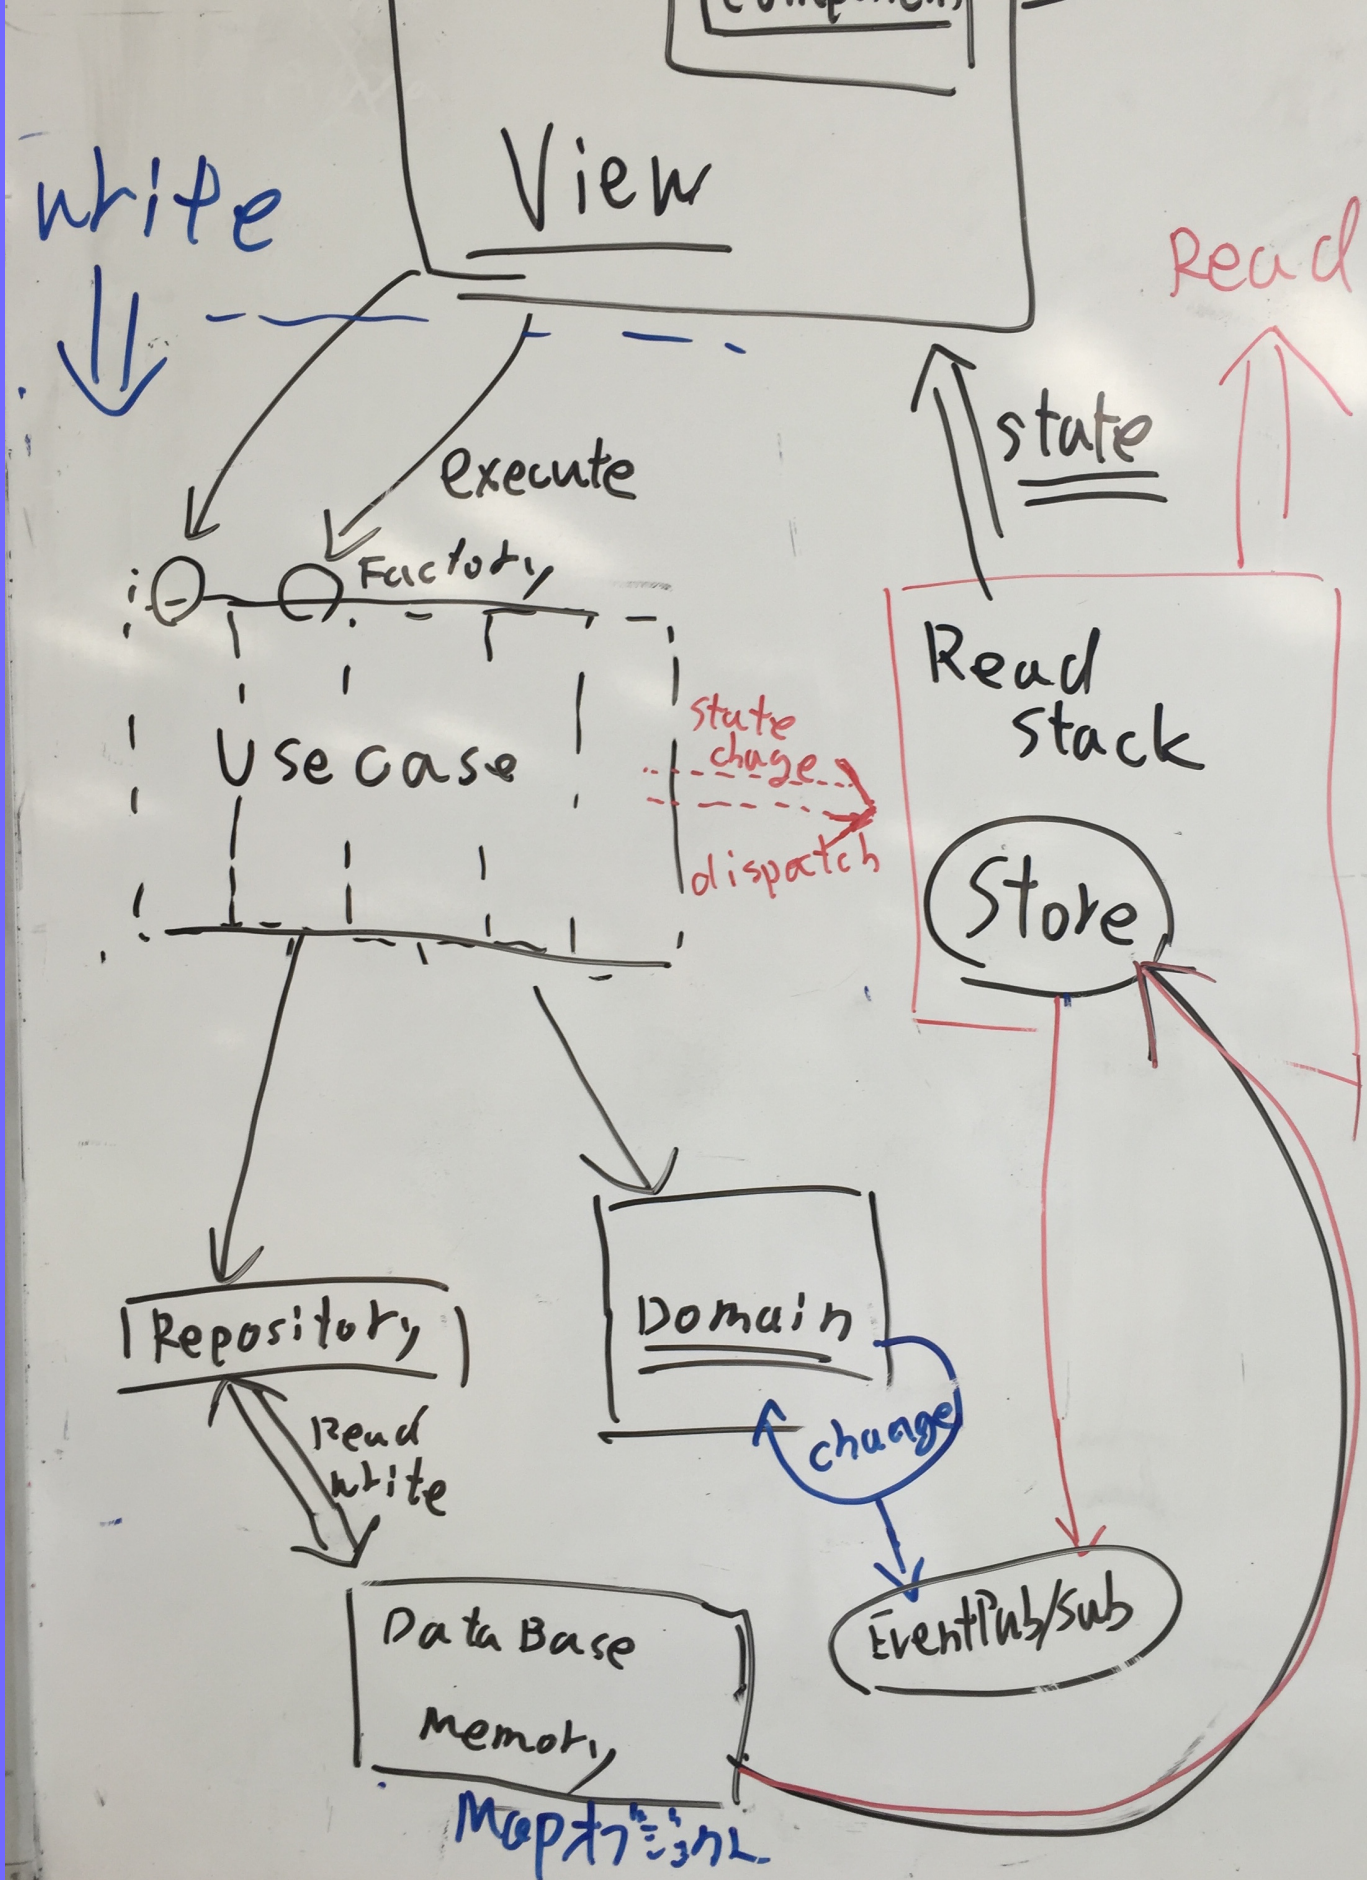 View
write
Read
state
execute
Factory
Usecase
state
chage
dispatch
Read
stack
Store
Repository
Domain
change
Read
write
EventPub/sub
DataBase
Memory
Mapオブジェクト